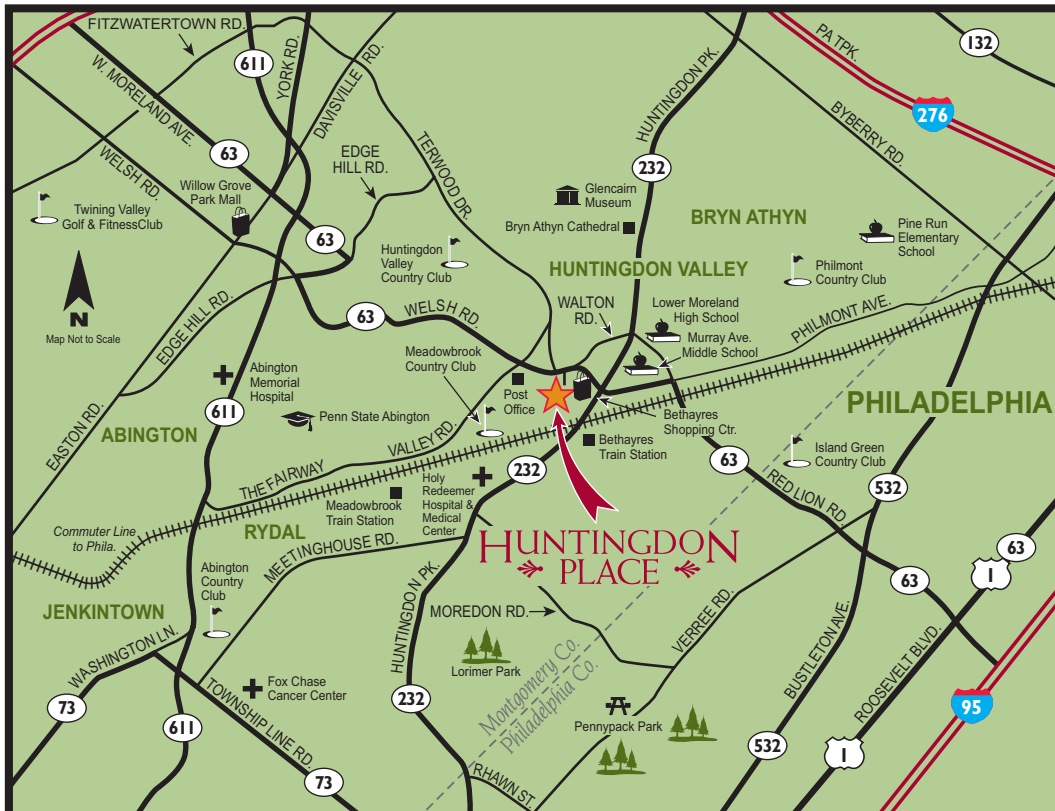 FITZWATERTOWN RD.
611
YORK RD.
DAVISVILLE RD.
W. MORELAND AVE.
63
WELSH RD.
EDGE
HILL RD.
TERWOOD DR.
HUNTINGDON PK.
232
PA TPK.
132
276
BYBERRY RD.
Willow Grove
Park Mall
Twining Valley
Golf & FitnessClub
Glencairn
Museum
Bryn Athyn Cathedral
BRYN ATHYN
Pine Run
Elementary
School
63
Huntingdon
Valley
Country Club
HUNTINGDON VALLEY
Philmont
Country Club
N
Map Not to Scale
EDGE HILL RD.
63
WELSH RD.
WALTON
RD.
Lower Moreland
High School
Murray Ave.
Middle School
PHILMONT AVE.
Meadowbrook
Country Club
Post
Office
Abington
Memorial
Hospital
611
Penn State Abington
Bethayres
Shopping Ctr.
PHILADELPHIA
EASTON RD.
ABINGTON
THE FAIRWAY
VALLEY RD.
232
Bethayres
Train Station
63
Island Green
Country Club
532
RED LION RD.
Holy
Redeemer
Hospital &
Medical
Center
Meadowbrook
Train Station
Commuter Line
to Phila.
RYDAL
MEETINGHOUSE RD.
HUNTINGDON
PLACE
63
1
63
Abington
Country
Club
JENKINTOWN
WASHINGTON LN.
HUNTINGDON PK.
MOREDON RD.
VERREE RD.
BUSTLETON AVE.
ROOSEVELT BLVD.
Lorimer Park
Montgomery Co.
Philadelphia Co.
Fox Chase
Cancer Center
73
611
TOWNSHIP LINE RD.
232
Pennypack Park
95
532
1
73
RHAWN ST.